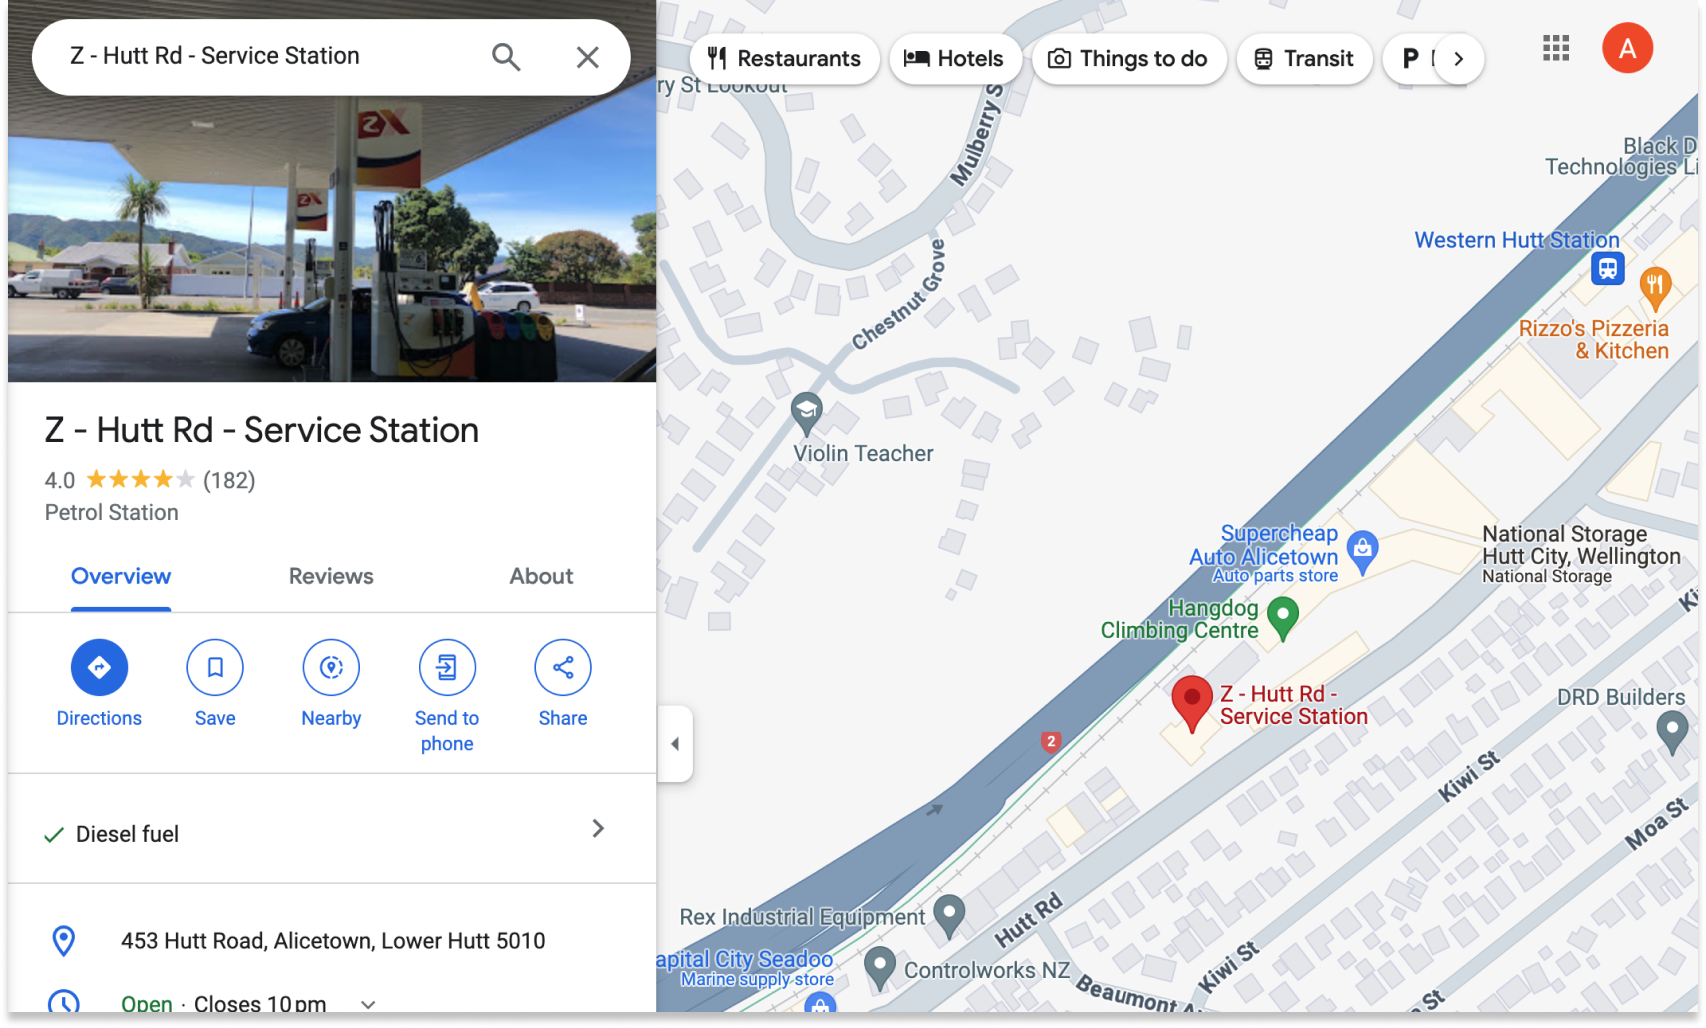 Z - Hutt Rd - Service Station
Z - Hutt Rd - Service Station
4.0 (182)
Petrol Station
Overview
Reviews
About
Directions
Save
Nearby
Send to
phone
Share
Diesel fuel
453 Hutt Road, Alicetown, Lower Hutt 5010
Open · Closes 10 pm
Restaurants
Hotels
Things to do
Transit
P
A
ry St Lookout
Mulberry S
Black D
Technologies Li
Western Hutt Station
Rizzo's Pizzeria
& Kitchen
Chestnut Grove
Violin Teacher
Supercheap
Auto Alicetown
Auto parts store
National Storage
Hutt City, Wellington
National Storage
Hangdog
Climbing Centre
Ki
Z - Hutt Rd -
Service Station
DRD Builders
2
Kiwi St
Moa St
Rex Industrial Equipment
Hutt Rd
apital City Seadoo
Marine supply store
Controlworks NZ
Kiwi St
Beaumont A
St